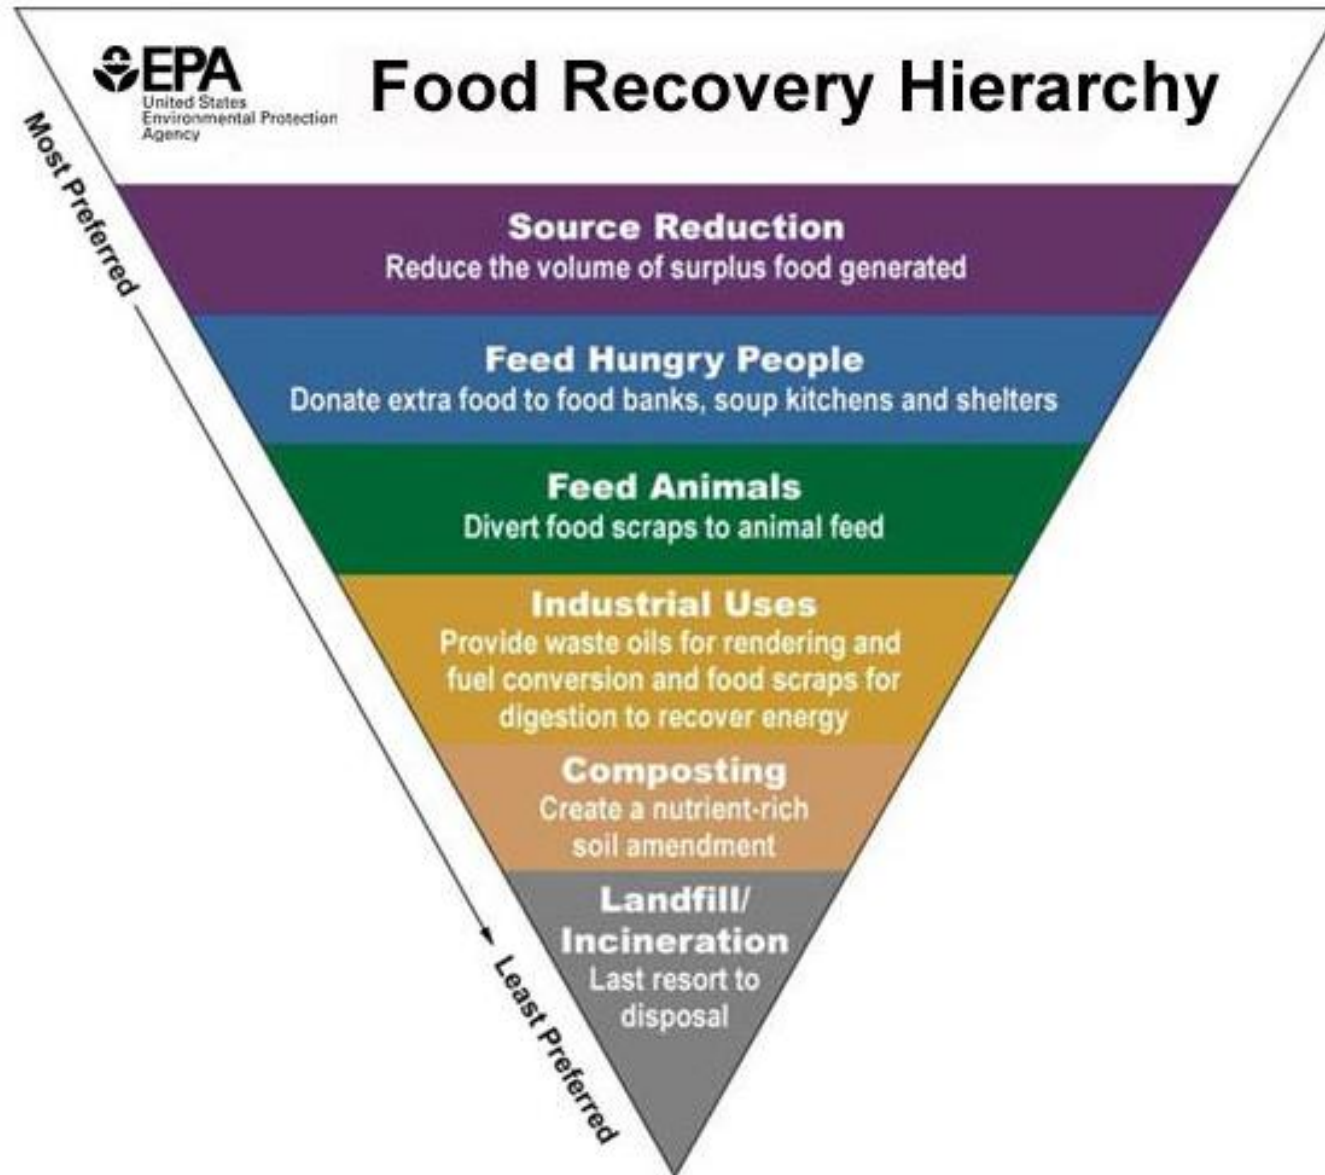 EPA
United States
Environmental Protection
Agency
Food Recovery Hierarchy
Most Preferred
Source Reduction
Reduce the volume of surplus food generated
Feed Hungry People
Donate extra food to food banks, soup kitchens and shelters
Feed Animals
Divert food scraps to animal feed
Industrial Uses
Provide waste oils for rendering and
fuel conversion and food scraps for
digestion to recover energy
Composting
Create a nutrient-rich
soil amendment
Landfill/
Incineration
Last resort to
disposal
Least Preferred